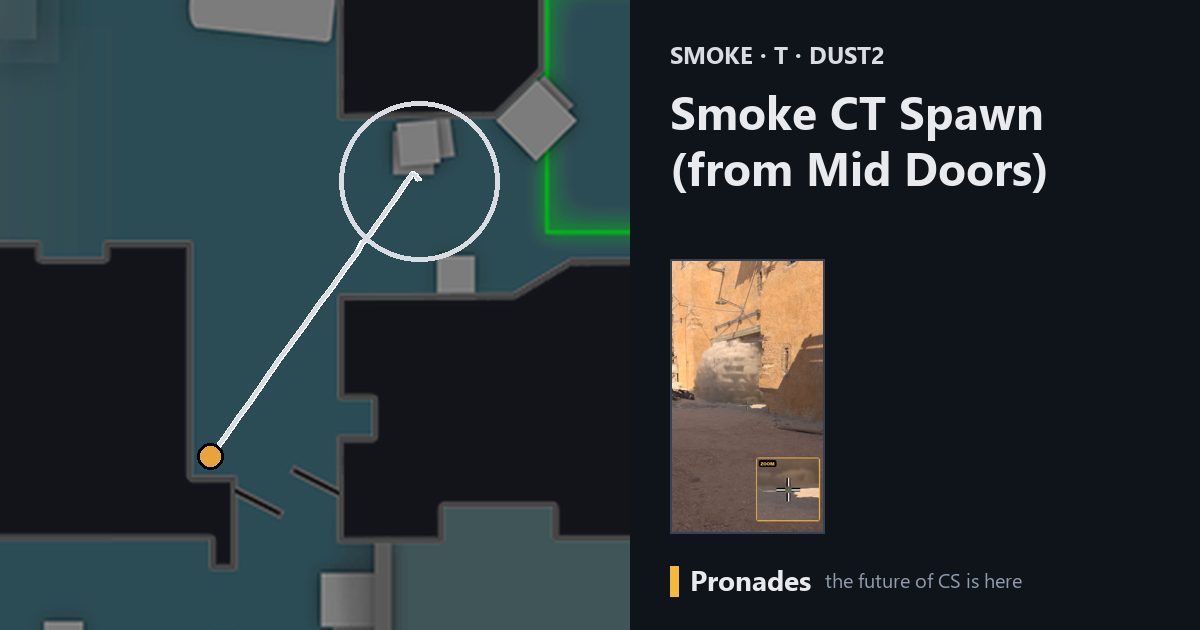 SMOKE · T · DUST2
Smoke CT Spawn
(from Mid Doors)
ZOOM
Pronades the future of CS is here